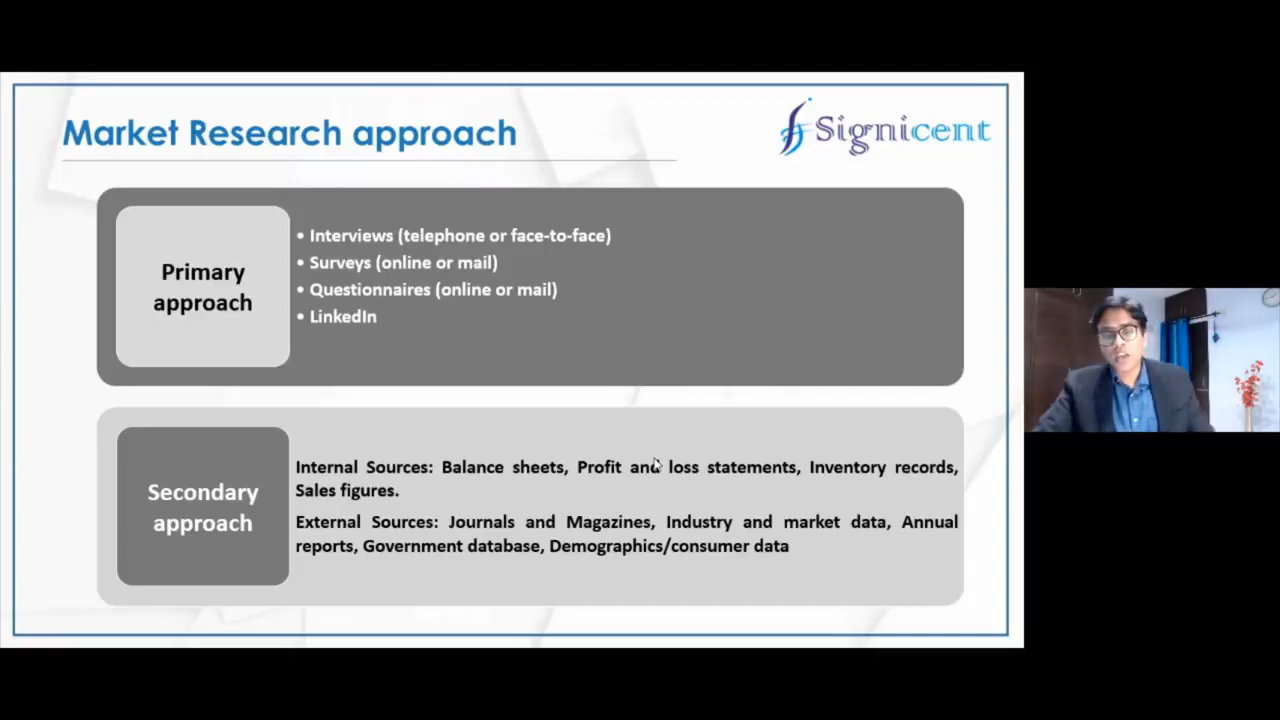 Market Research approach
Signicent
Primary
approach
• Interviews (telephone or face-to-face)
• Surveys (online or mail)
• Questionnaires (online or mail)
• LinkedIn
Secondary
approach
Internal Sources: Balance sheets, Profit and loss statements, Inventory records,
Sales figures.
External Sources: Journals and Magazines, Industry and market data, Annual
reports, Government database, Demographics/consumer data